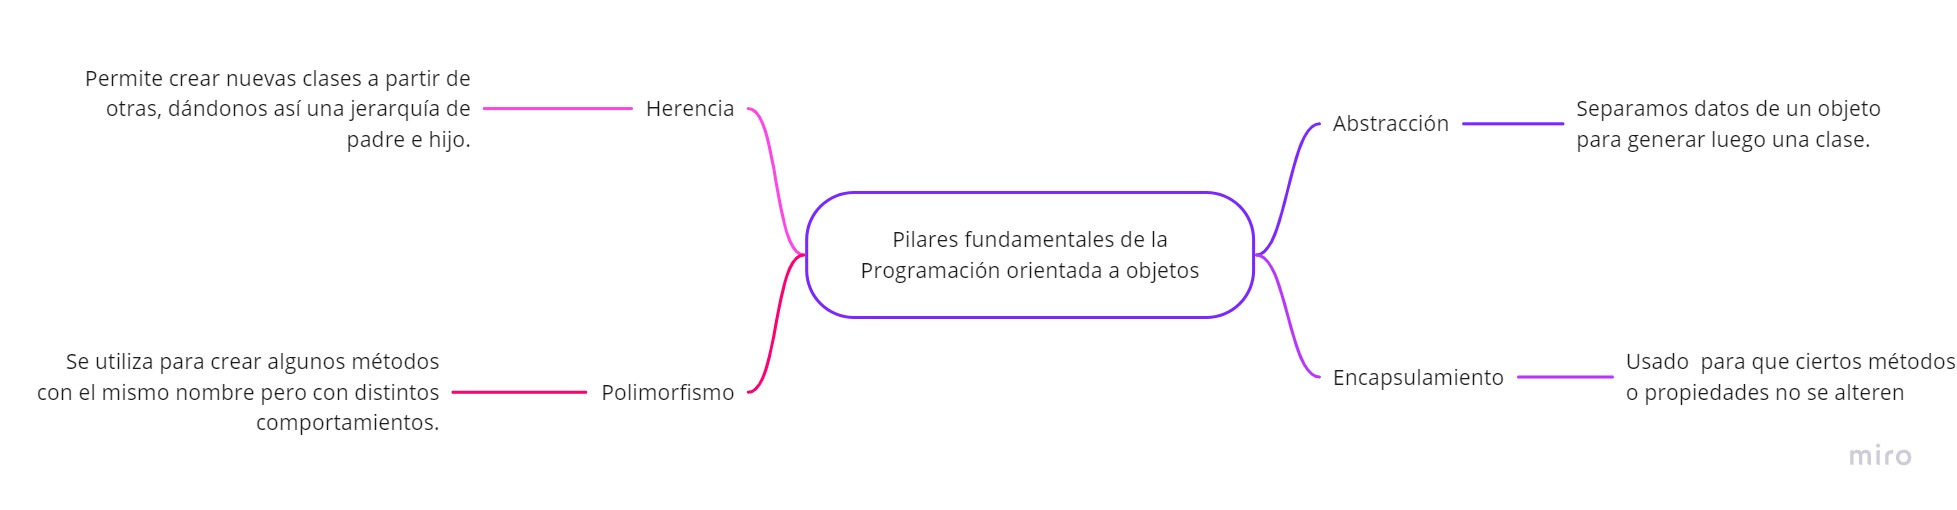 Pilares fundamentales de la
Programación orientada a objetos
Herencia
Permite crear nuevas clases a partir de
otras, dándonos así una jerarquía de
padre e hijo.
Polimorfismo
Se utiliza para crear algunos métodos
con el mismo nombre pero con distintos
comportamientos.
Abstracción
Separamos datos de un objeto
para generar luego una clase.
Encapsulamiento
Usado  para que ciertos métodos
o propiedades no se alteren
miro